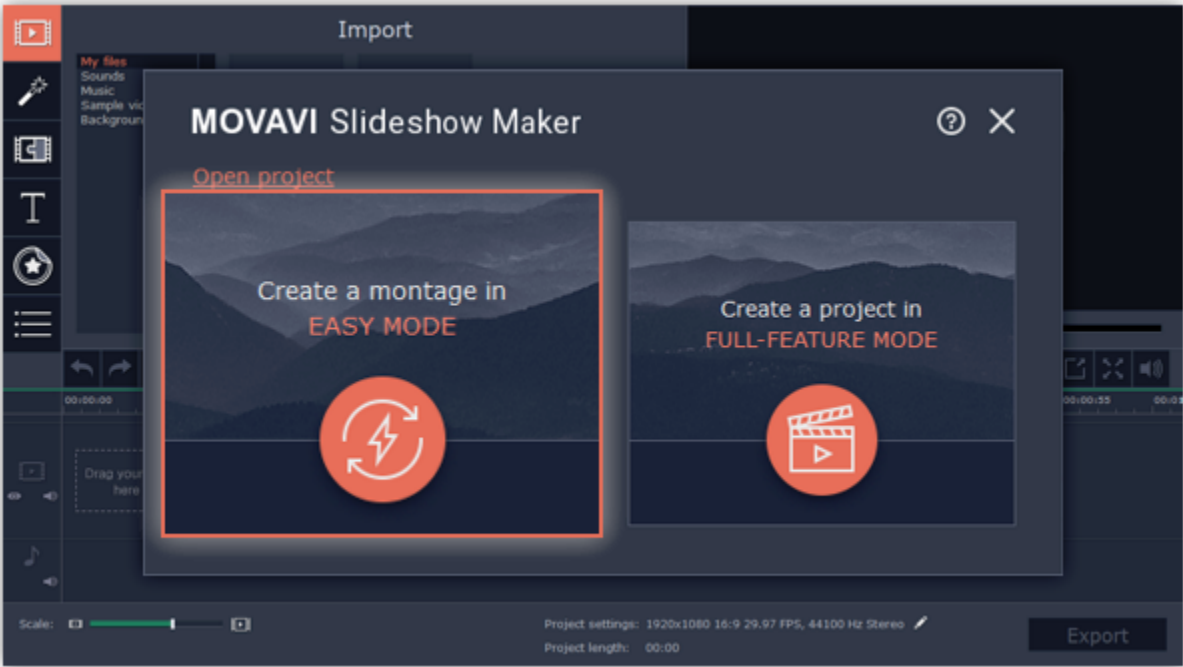 Import
My files
Sounds
Music
Sample
MOVAVI Slideshow Maker
Open project
Create a montage in
EASY MODE
Create a project in
FULL-FEATURE MODE
T
00:00:00
00:00:55
Drag your
here
Scale:
Project settings: 1920x1080 16:9 29.97 FPS, 44100 Hz Stereo
Project length: 00:00
Export